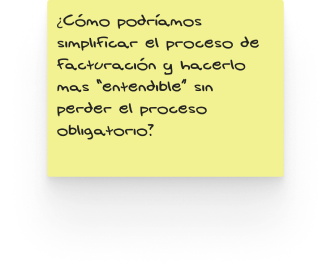 ¿Cómo podríamos
simplificar el proceso de
facturación y hacerlo
mas "entendible" sin
perder el proceso
obligatorio?